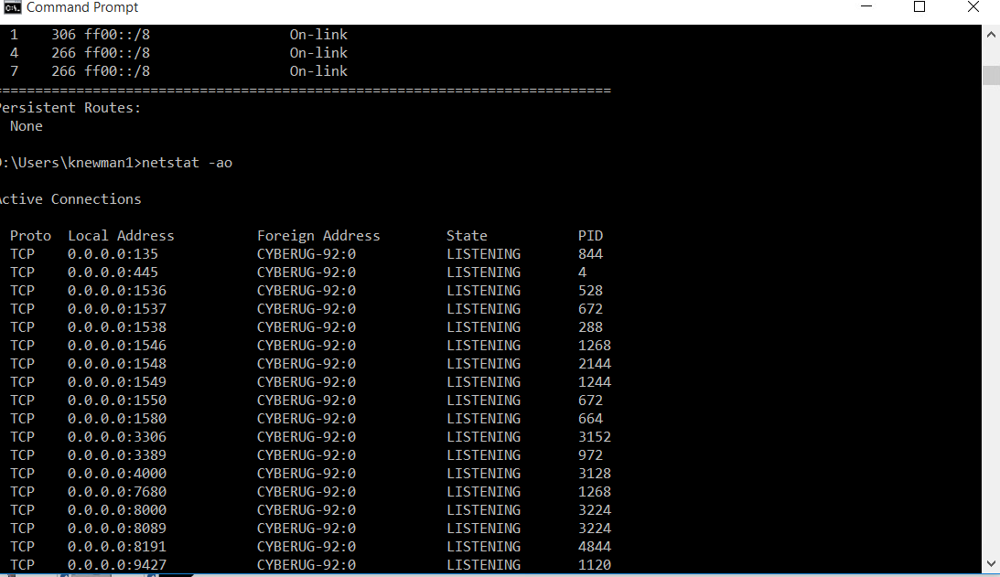 Command Prompt
1 306 ff00::/8 On-link
4 266 ff00::/8 On-link
7 266 ff00::/8 On-link
===========================================================================
Persistent Routes:
None
D:\Users\knewman1>netstat -ao
Active Connections
Proto Local Address Foreign Address State PID
TCP 0.0.0.0:135 CYBERUG-92:0 LISTENING 844
TCP 0.0.0.0:445 CYBERUG-92:0 LISTENING 4
TCP 0.0.0.0:1536 CYBERUG-92:0 LISTENING 528
TCP 0.0.0.0:1537 CYBERUG-92:0 LISTENING 672
TCP 0.0.0.0:1538 CYBERUG-92:0 LISTENING 288
TCP 0.0.0.0:1546 CYBERUG-92:0 LISTENING 1268
TCP 0.0.0.0:1548 CYBERUG-92:0 LISTENING 2144
TCP 0.0.0.0:1549 CYBERUG-92:0 LISTENING 1244
TCP 0.0.0.0:1550 CYBERUG-92:0 LISTENING 672
TCP 0.0.0.0:1580 CYBERUG-92:0 LISTENING 664
TCP 0.0.0.0:3306 CYBERUG-92:0 LISTENING 3152
TCP 0.0.0.0:3389 CYBERUG-92:0 LISTENING 972
TCP 0.0.0.0:4000 CYBERUG-92:0 LISTENING 3128
TCP 0.0.0.0:7680 CYBERUG-92:0 LISTENING 1268
TCP 0.0.0.0:8000 CYBERUG-92:0 LISTENING 3224
TCP 0.0.0.0:8089 CYBERUG-92:0 LISTENING 3224
TCP 0.0.0.0:8191 CYBERUG-92:0 LISTENING 4844
TCP 0.0.0.0:9427 CYBERUG-92:0 LISTENING 1120